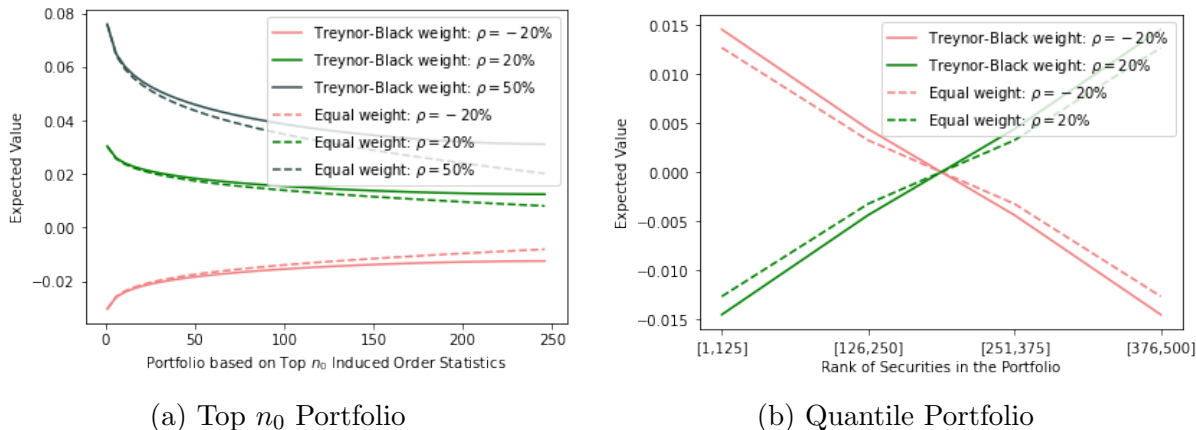 0.08
0.06
0.04
0.02
0.00
−0.02
Expected Value
Treynor-Black weight: ρ = − 20%
Treynor-Black weight: ρ = 20%
Treynor-Black weight: ρ = 50%
Equal weight: ρ = − 20%
Equal weight: ρ = 20%
Equal weight: ρ = 50%
0 50 100 150 200 250
Portfolio based on Top n₀ Induced Order Statistics
(a) Top n₀ Portfolio
0.015
0.010
0.005
0.000
−0.005
−0.010
−0.015
Expected Value
Treynor-Black weight: ρ = − 20%
Treynor-Black weight: ρ = 20%
Equal weight: ρ = − 20%
Equal weight: ρ = 20%
[1,125] [126,250] [251,375] [376,500]
Rank of Securities in the Portfolio
(b) Quantile Portfolio